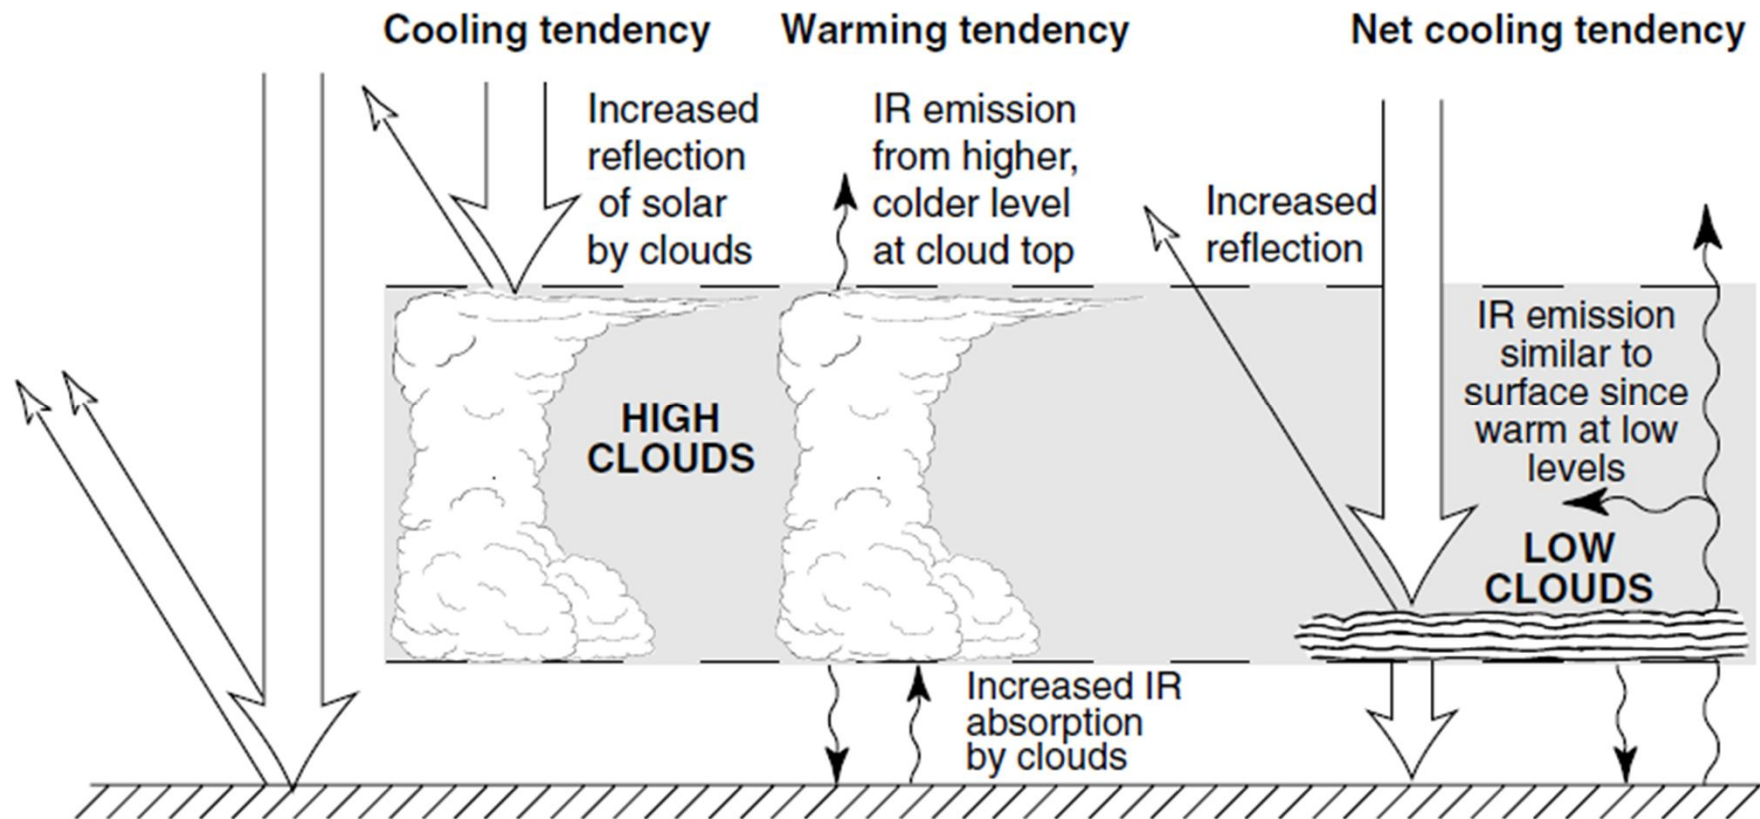 Cooling tendency
Warming tendency
Net cooling tendency
Increased
reflection
of solar
by clouds
IR emission
from higher,
colder level
at cloud top
Increased
reflection
IR emission
similar to
surface since
warm at low
levels
HIGH
CLOUDS
LOW
CLOUDS
Increased IR
absorption
by clouds